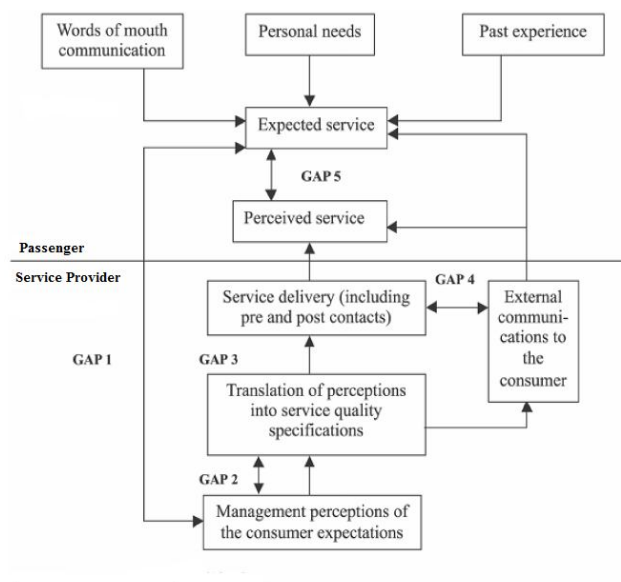 Words of mouth
communication
Personal needs
Past experience
Expected service
GAP 5
Perceived service
Passenger
Service Provider
GAP 4
Service delivery (including
pre and post contacts)
External
communi-
cations to
the
consumer
GAP 1
GAP 3
Translation of perceptions
into service quality
specifications
GAP 2
Management perceptions of
the consumer expectations